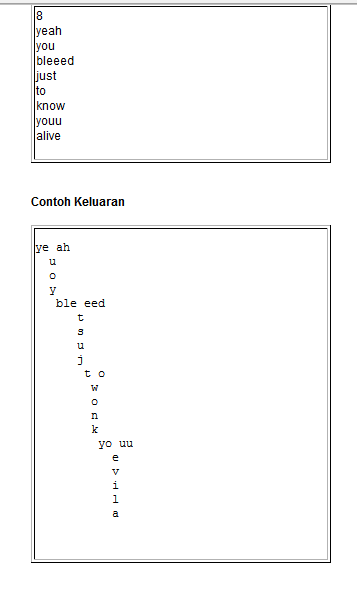 8
yeah
you
bleeed
just
to
know
youu
alive
Contoh Keluaran
ye ah
  u
  o
  y
   ble eed
      t
      s
      u
      j
       t o
        w
        o
        n
        k
         yo uu
           e
           v
           i
           l
           a